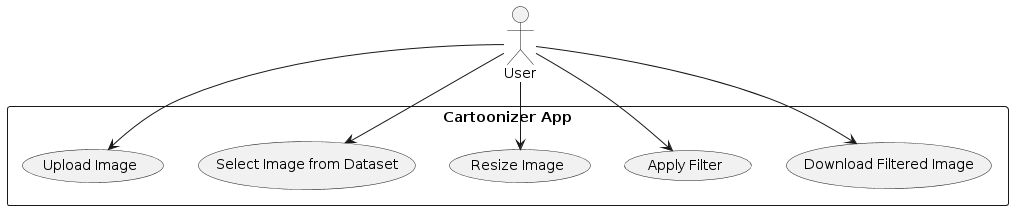 User
Cartoonizer App
Upload Image
Select Image from Dataset
Resize Image
Apply Filter
Download Filtered Image